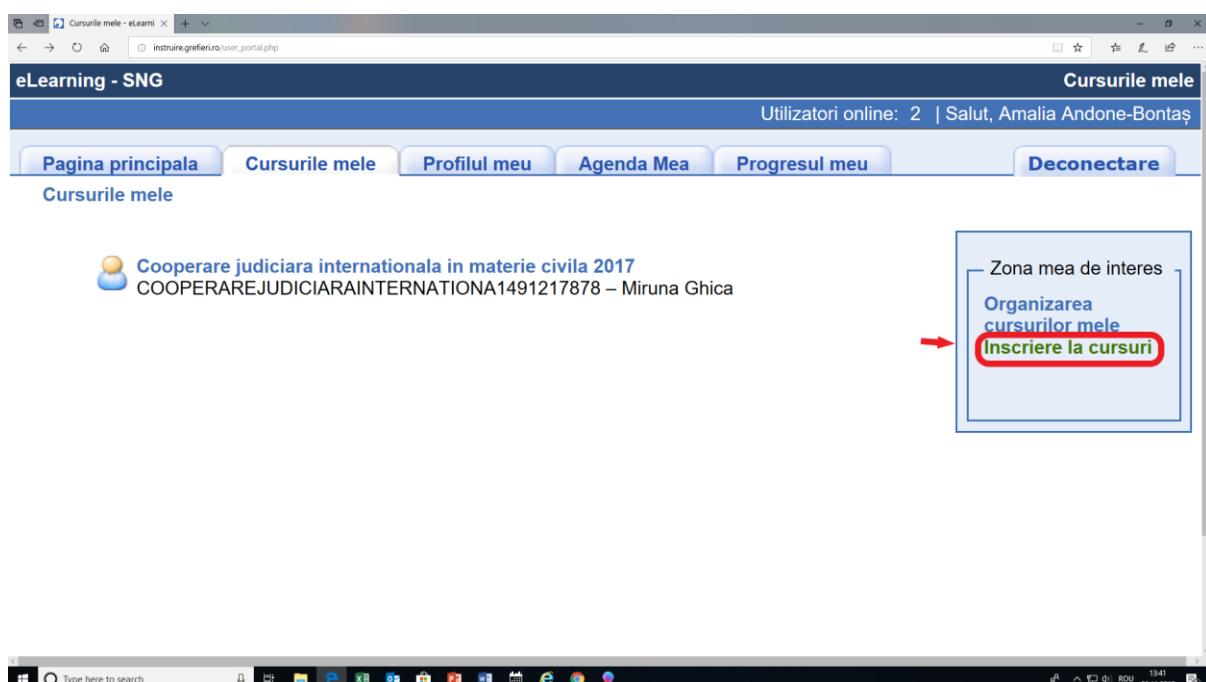 Cursurile mele - eLearni
instruire.grefieri.ro/user_portal.php
eLearning - SNG
Cursurile mele
Utilizatori online: 2 | Salut, Amalia Andone-Bontaș
Pagina principala
Cursurile mele
Profilul meu
Agenda Mea
Progresul meu
Deconectare
Cursurile mele
Cooperare judiciara internationala in materie civila 2017
COOPERAREJUDICIARAINTERNATIONA1491217878 – Miruna Ghica
Zona mea de interes
Organizarea
cursurilor mele
Inscriere la cursuri
Type here to search
ROU
13:41